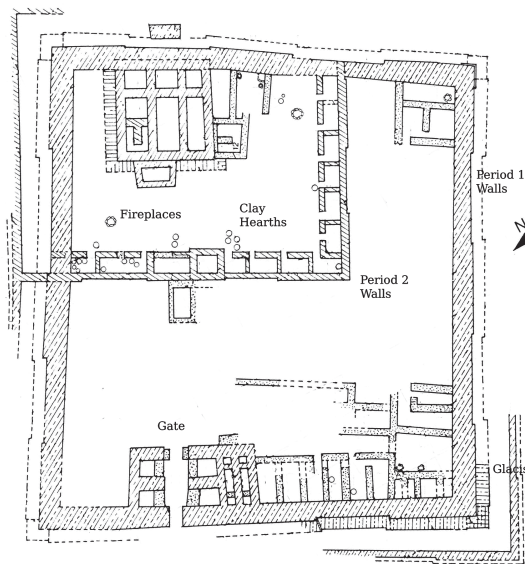 Period 1
Walls
N
Fireplaces
Clay
Hearths
Period 2
Walls
Gate
Glacis